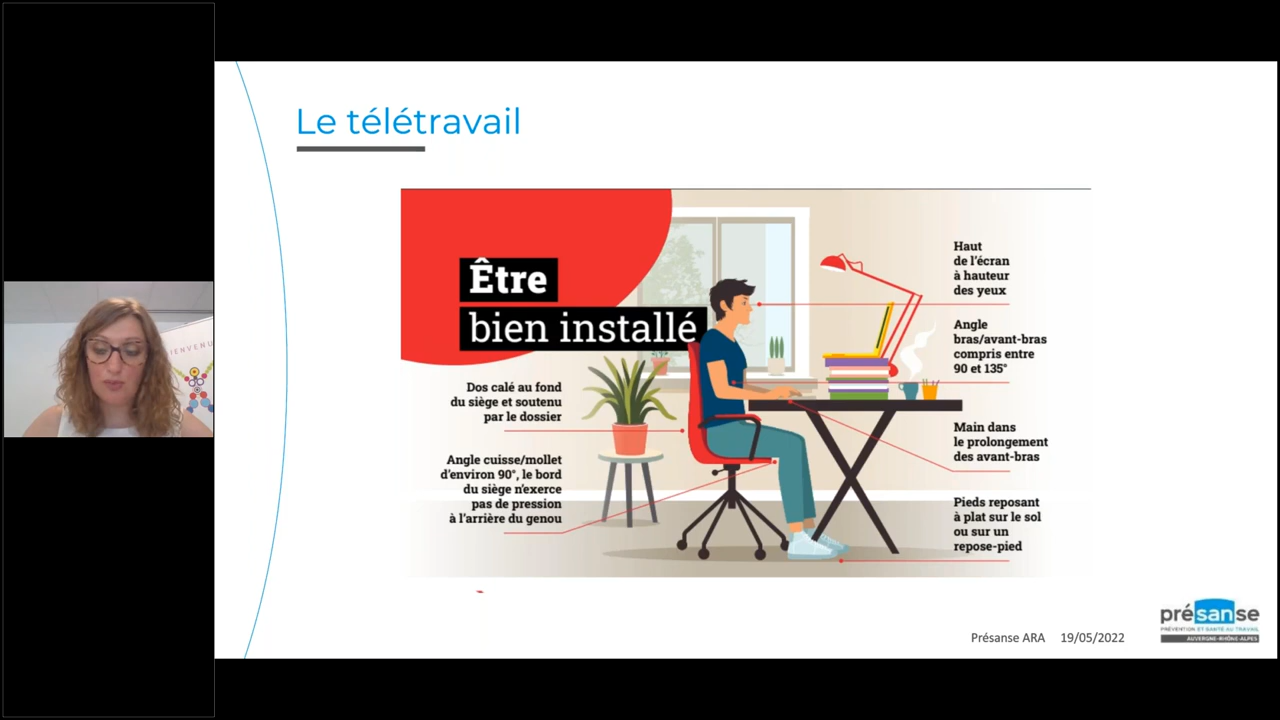 Le télétravail
Être
bien installé
Dos calé au fond
du siège et soutenu
par le dossier
Angle cuisse/mollet
d'environ 90°, le bord
du siège n'exerce
pas de pression
à l'arrière du genou
Haut
de l'écran
à hauteur
des yeux
Angle
bras/avant-bras
compris entre
90 et 135°
Main dans
le prolongement
des avant-bras
Pieds reposant
à plat sur le sol
ou sur un
repose-pied
BIENVENU
Présanse ARA 19/05/2022
présanse
PRÉVENTION ET SANTÉ AU TRAVAIL
AUVERGNE-RHÔNE-ALPES